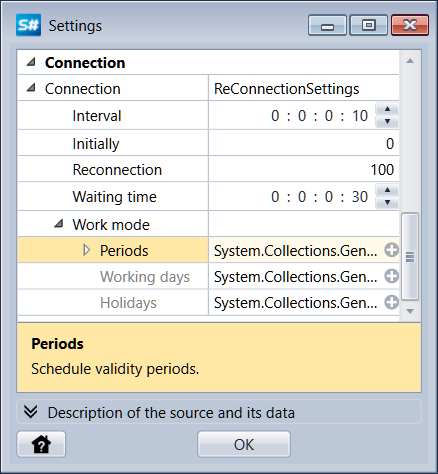 S# Settings
Connection
Connection ReConnectionSettings
Interval 0 : 0 : 0 : 10
Initially 0
Reconnection 100
Waiting time 0 : 0 : 0 : 30
Work mode
Periods System.Collections.Gen...
Working days System.Collections.Gen...
Holidays System.Collections.Gen...
Periods
Schedule validity periods.
Description of the source and its data
OK